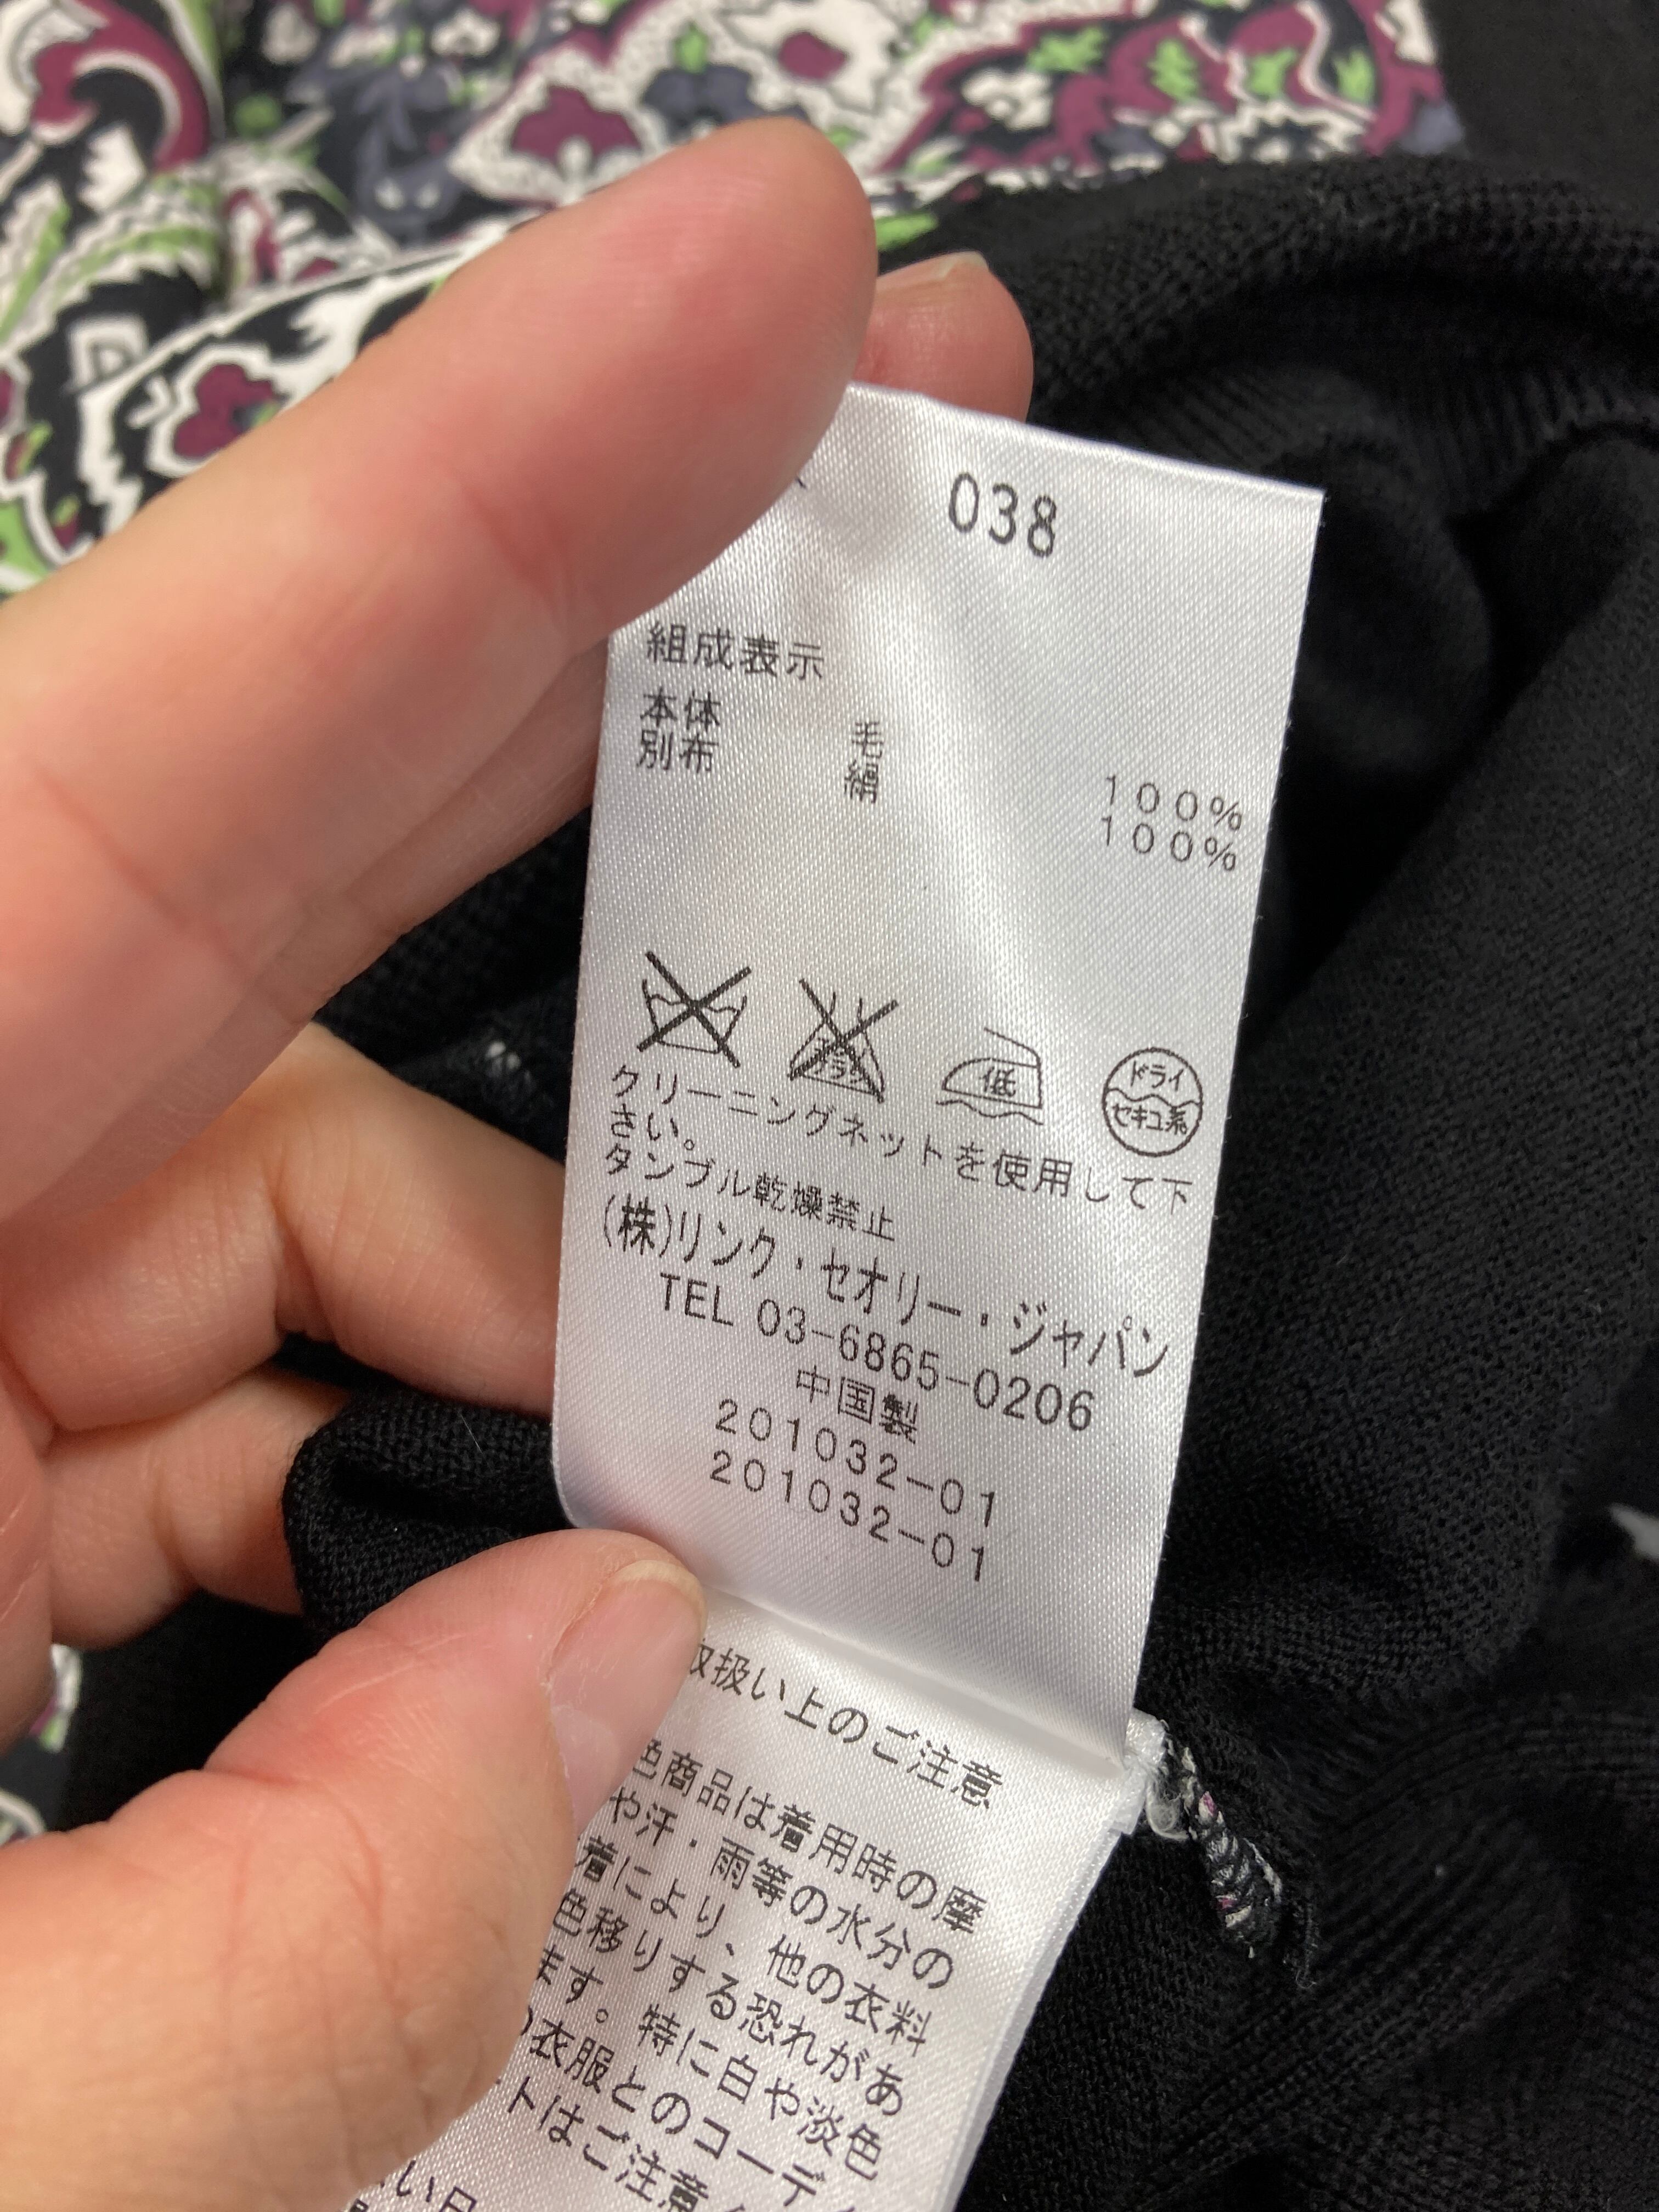 038
組成表示
本体 毛 100%
別布 絹 100%
低
ドライ
セキユ系
クリーニングネットを使用して下
さい。
タンブル乾燥禁止
(株)リンク・セオリー・ジャパン
TEL 03-6865-0206
中国製
201032-01
201032-01
取扱い上のご注意
色商品は着用時の摩
や汗・雨等の水分の
着により、他の衣料
色移りする恐れがあ
ます。特に白や淡色
の衣服とのコーディ
トはご注意
い